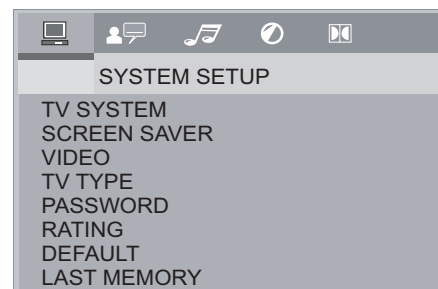 SYSTEM SETUP
TV SYSTEM
SCREEN SAVER
VIDEO
TV TYPE
PASSWORD
RATING
DEFAULT
LAST MEMORY